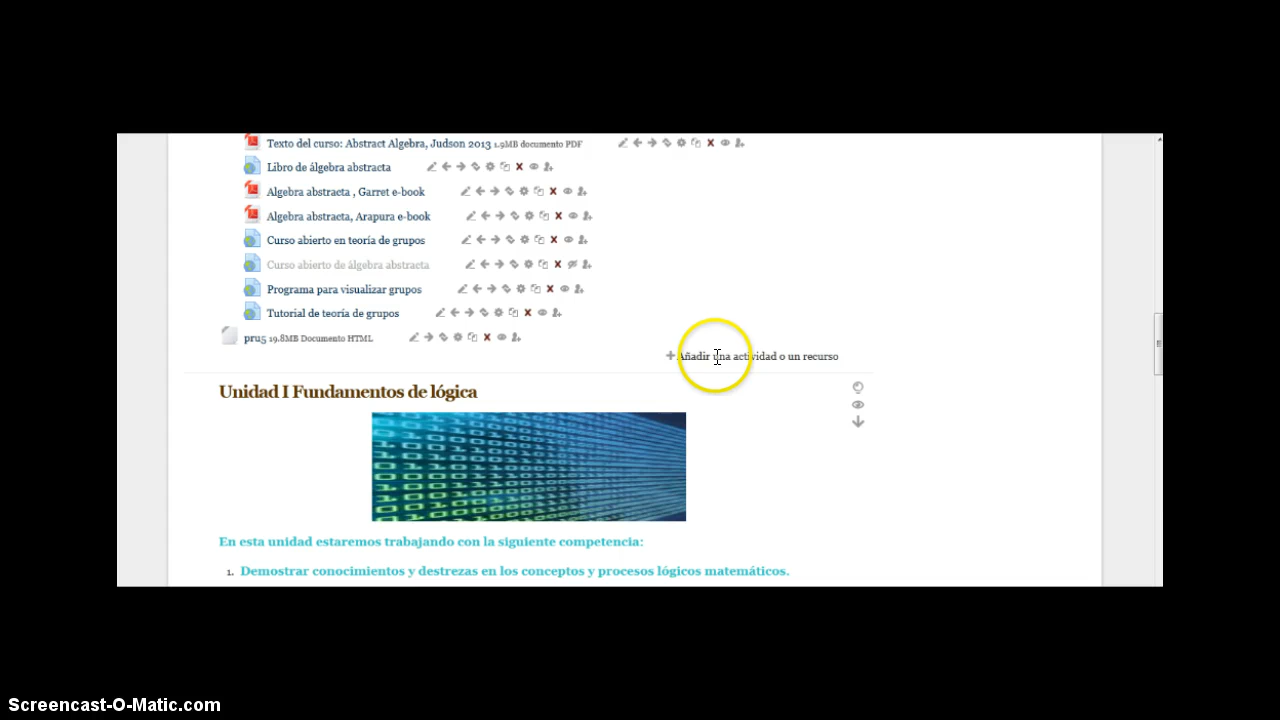 Texto del curso: Abstract Algebra, Judson 2013 1.9MB documento PDF
Libro de álgebra abstracta
Algebra abstracta , Garret e-book
Algebra abstracta, Arapura e-book
Curso abierto en teoría de grupos
Curso abierto de álgebra abstracta
Programa para visualizar grupos
Tutorial de teoría de grupos
pru5 19.8MB Documento HTML
Añadir una actividad o un recurso
Unidad I Fundamentos de lógica
En esta unidad estaremos trabajando con la siguiente competencia:
1. Demostrar conocimientos y destrezas en los conceptos y procesos lógicos matemáticos.
Screencast-O-Matic.com